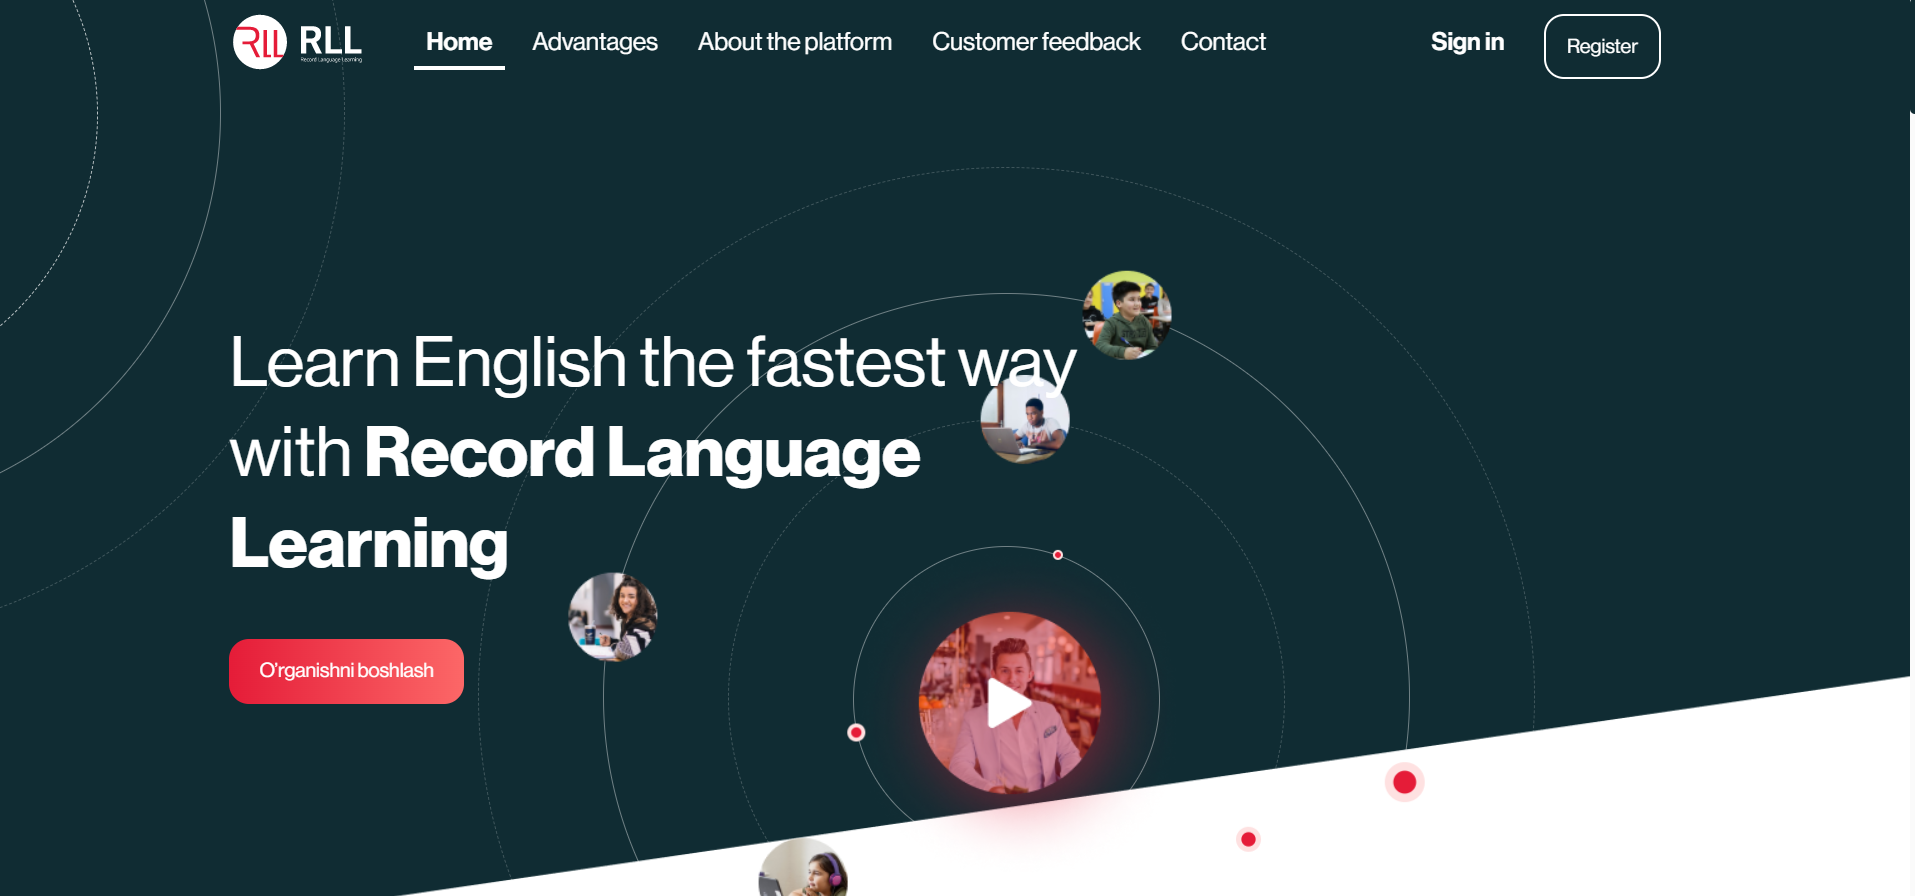 RLL
RLL
Record Language Learning
Home
Advantages
About the platform
Customer feedback
Contact
Sign in
Register
Learn English the fastest way
with Record Language
Learning
O'rganishni boshlash